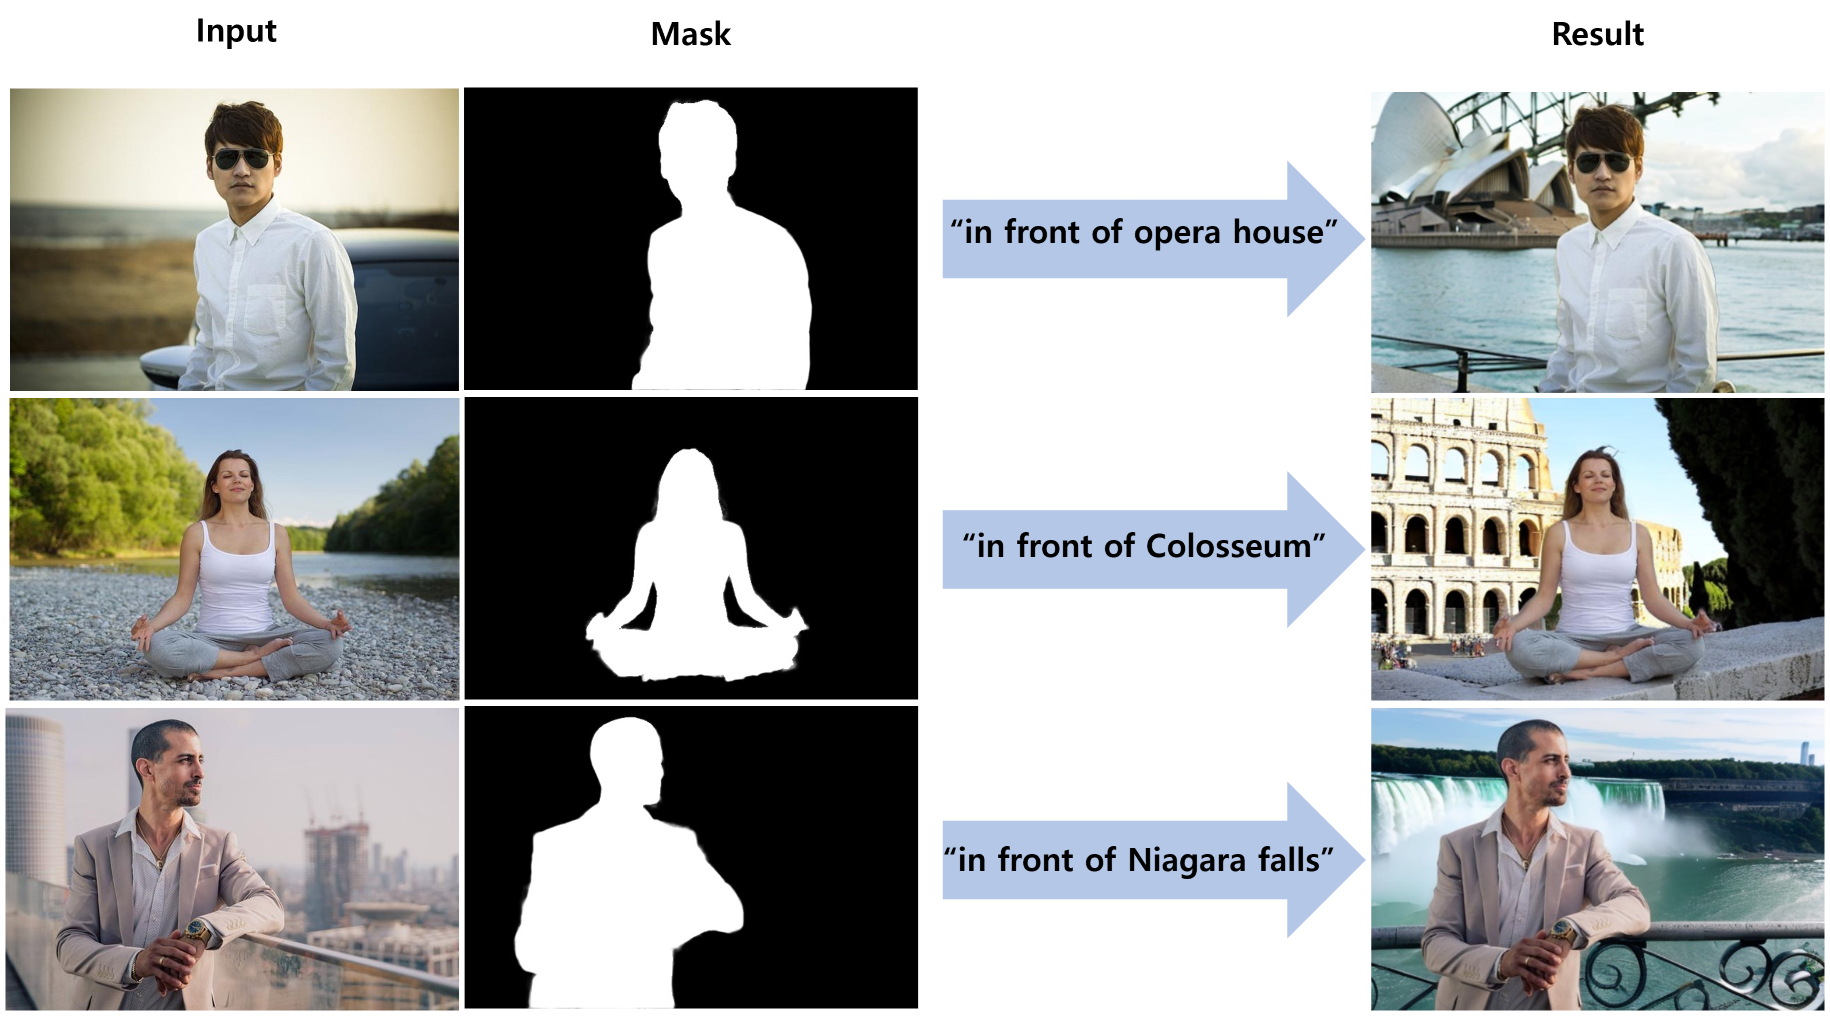 Input
Mask
Result
“in front of opera house”
“in front of Colosseum”
“in front of Niagara falls”